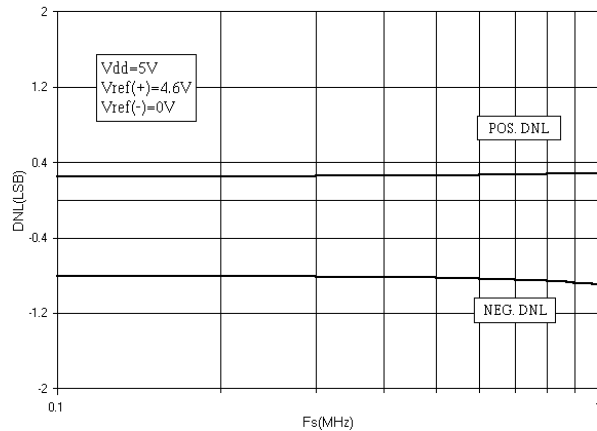 2
Vdd=5V
Vref(+)=4.6V
Vref(-)=0V
1.2
POS. DNL
0.4
DNL(LSB)
-0.4
-1.2
NEG. DNL
-2
0.1
Fs(MHz)